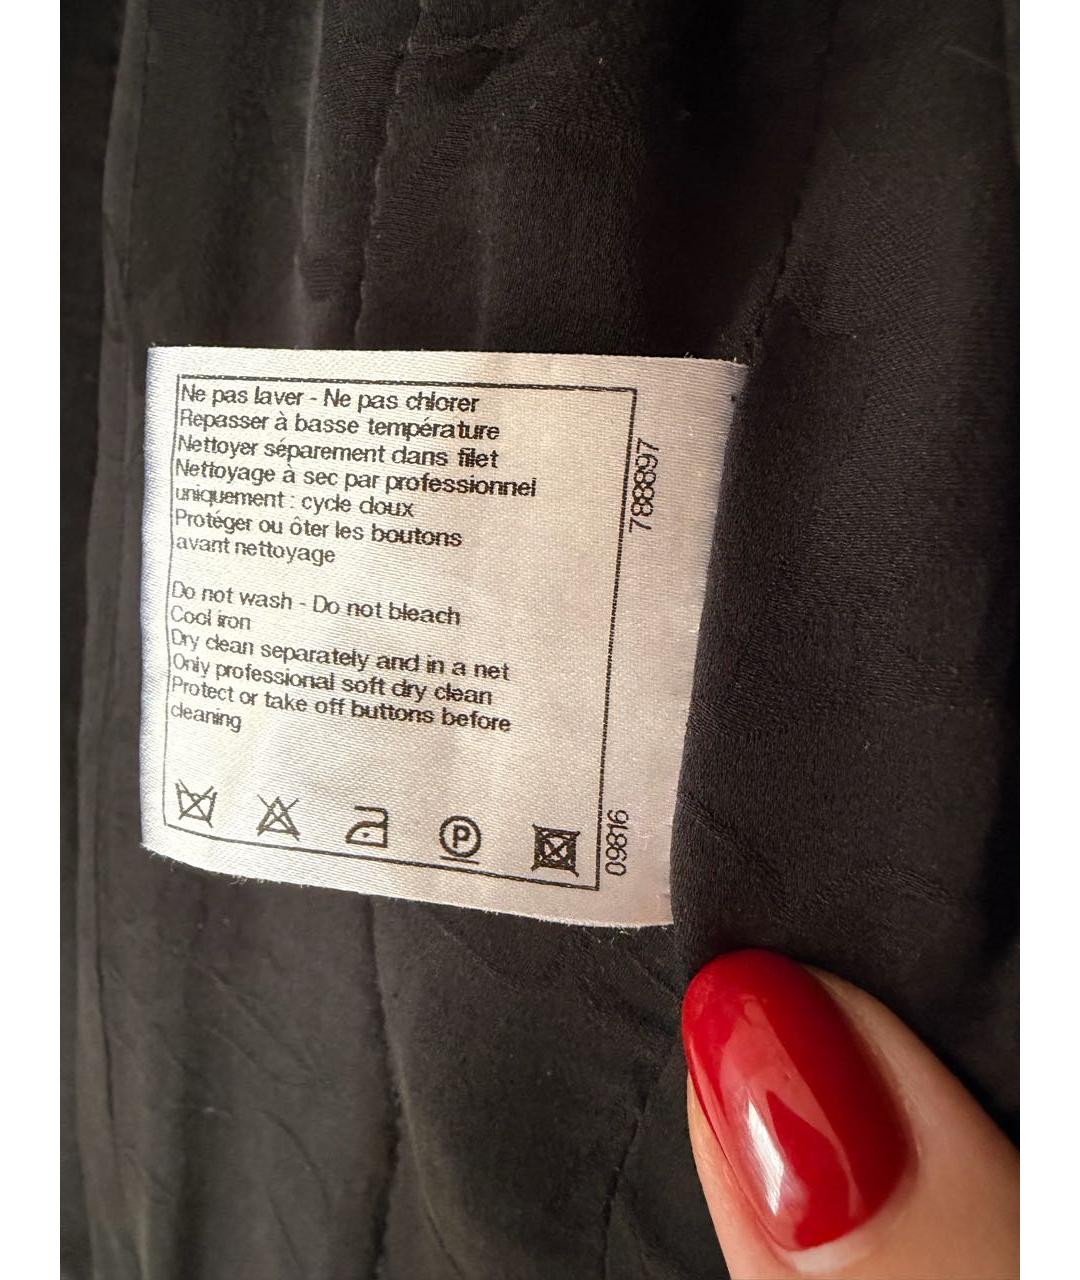 Ne pas laver - Ne pas chlorer
Repasser à basse température
Nettoyer séparement dans filet
Nettoyage à sec par professionnel
uniquement : cycle doux
Protéger ou ôter les boutons
avant nettoyage
Do not wash - Do not bleach
Cool iron
Dry clean separately and in a net
Only professional soft dry clean
Protect or take off buttons before
cleaning
P
788897
09816